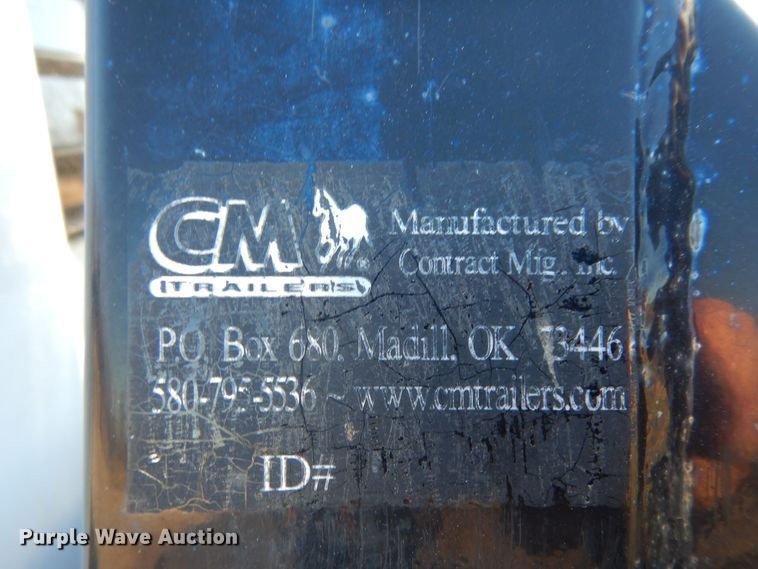 CM
TRAILERS
Manufactured by
Contract Mfg., Inc.
PO Box 680, Madill, OK 73446
580-795-5536 ~ www.cmtrailers.com
ID#
Purple Wave Auction